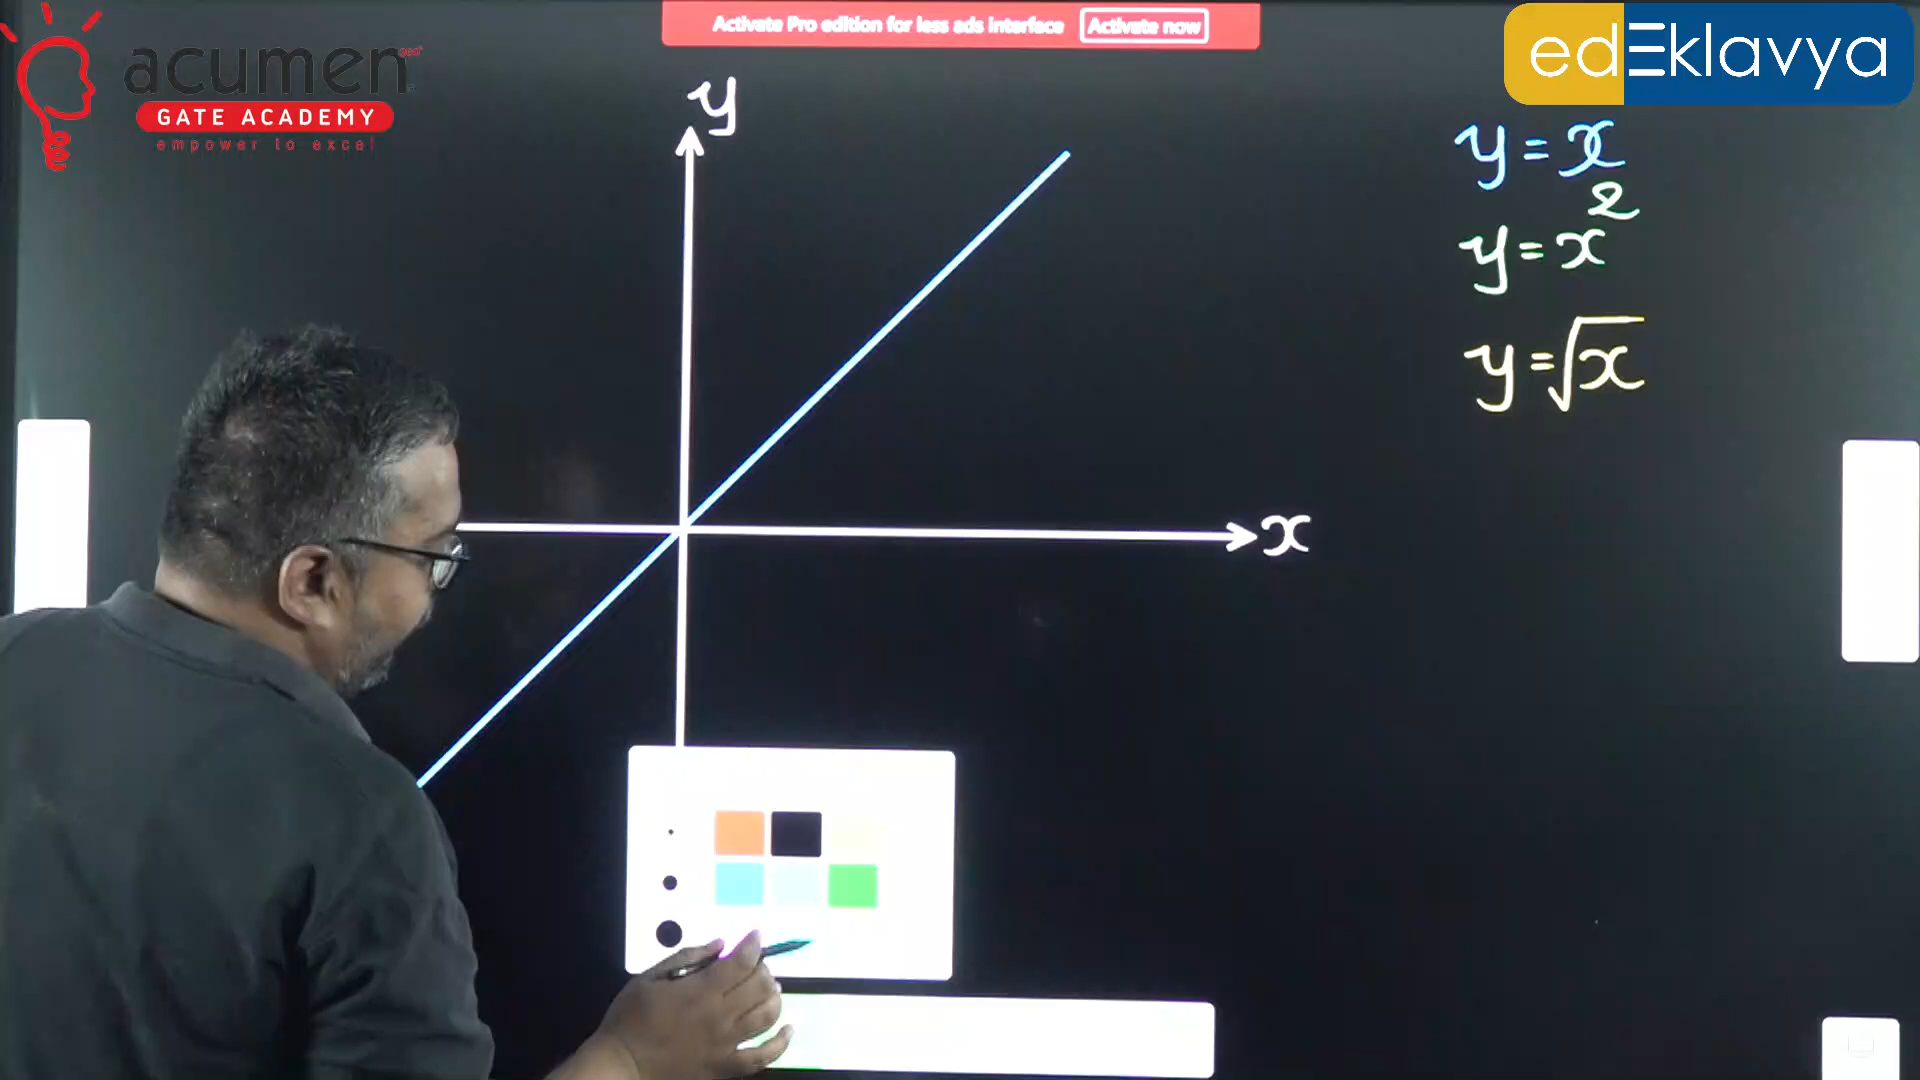 Activate Pro edition for less ads interface Activate now
acumen
GATE ACADEMY
empower to excel
edEklavya
y
x
y = x
y = x²
y = √x